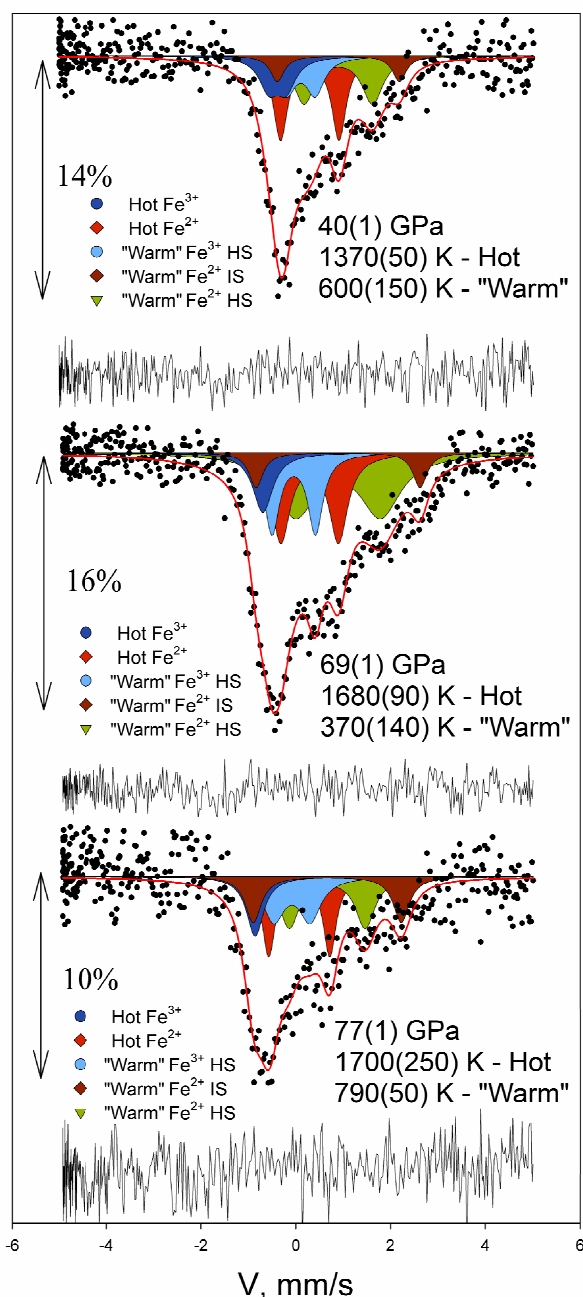 14%
Hot Fe³⁺
Hot Fe²⁺
"Warm" Fe³⁺ HS
"Warm" Fe²⁺ IS
"Warm" Fe²⁺ HS
40(1) GPa
1370(50) K - Hot
600(150) K - "Warm"
16%
Hot Fe³⁺
Hot Fe²⁺
"Warm" Fe³⁺ HS
"Warm" Fe²⁺ IS
"Warm" Fe²⁺ HS
69(1) GPa
1680(90) K - Hot
370(140) K - "Warm"
10%
Hot Fe³⁺
Hot Fe²⁺
"Warm" Fe³⁺ HS
"Warm" Fe²⁺ IS
"Warm" Fe²⁺ HS
77(1) GPa
1700(250) K - Hot
790(50) K - "Warm"
-6 -4 -2 0 2 4 6
V, mm/s